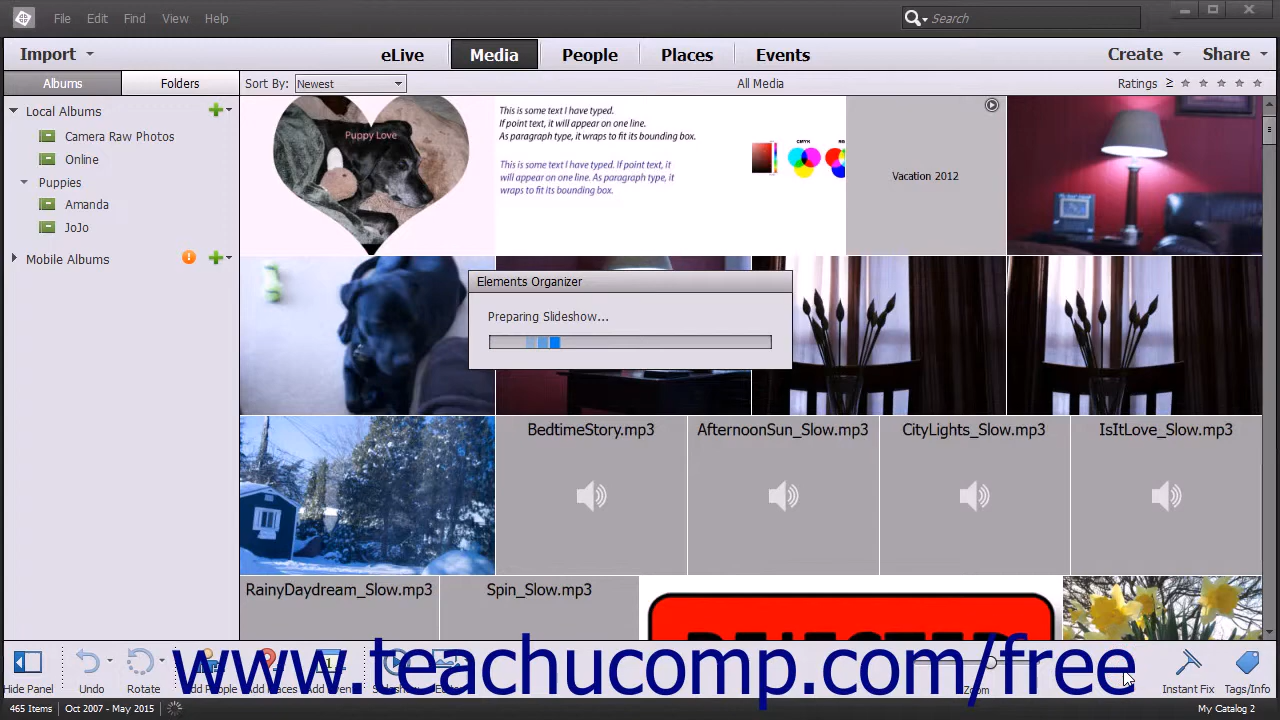 File Edit Find View Help
Search
Import eLive Media People Places Events Create Share
Albums Folders Sort By: Newest All Media Ratings ≥
Local Albums
Camera Raw Photos
Online
Puppies
Amanda
JoJo
Mobile Albums
Puppy Love
This is some text I have typed.
If point text, it will appear on one line.
As paragraph type, it wraps to fit its bounding box.
This is some text I have typed. If point text, it
will appear on one line. As paragraph type, it
wraps to fit its bounding box.
CMYK
Vacation 2012
Elements Organizer
Preparing Slideshow...
BedtimeStory.mp3 AfternoonSun_Slow.mp3 CityLights_Slow.mp3 IsItLove_Slow.mp3
RainyDaydream_Slow.mp3 Spin_Slow.mp3
www.teachucomp.com/free
Hide Panel Undo Rotate Zoom Instant Fix Tags/Info
465 Items Oct 2007 - May 2015 My Catalog 2